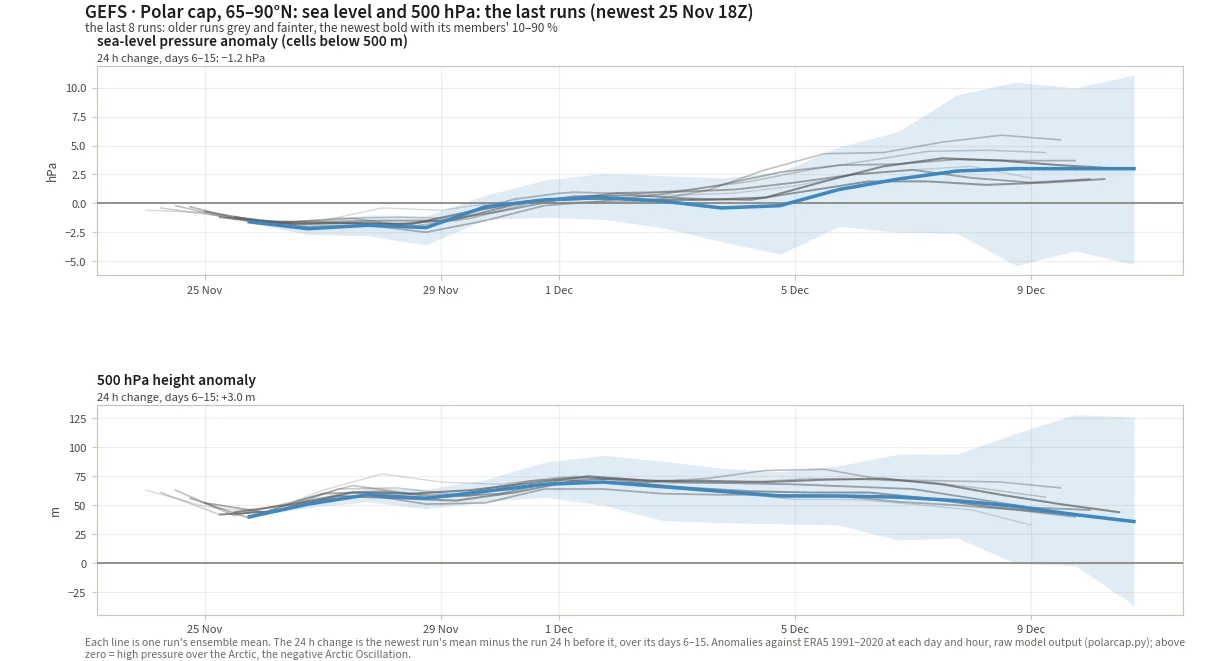 GEFS · Polar cap, 65–90°N: sea level and 500 hPa: the last runs (newest 25 Nov 18Z)
the last 8 runs: older runs grey and fainter, the newest bold with its members' 10–90 %
sea-level pressure anomaly (cells below 500 m)
24 h change, days 6–15: −1.2 hPa
10.0
7.5
5.0
2.5
0.0
−2.5
−5.0
hPa
25 Nov
29 Nov
1 Dec
5 Dec
9 Dec
500 hPa height anomaly
24 h change, days 6–15: +3.0 m
125
100
75
50
25
0
−25
m
25 Nov
29 Nov
1 Dec
5 Dec
9 Dec
Each line is one run's ensemble mean. The 24 h change is the newest run's mean minus the run 24 h before it, over its days 6–15. Anomalies against ERA5 1991–2020 at each day and hour, raw model output (polarcap.py); above
zero = high pressure over the Arctic, the negative Arctic Oscillation.